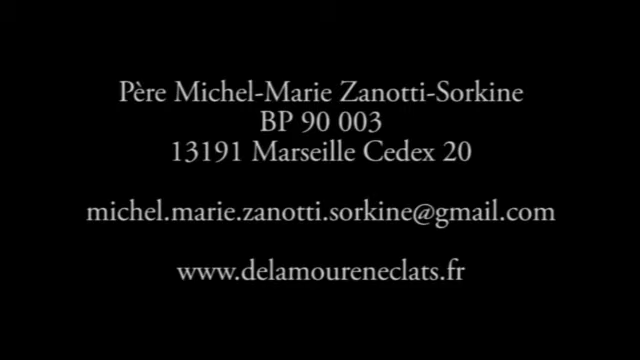 Père Michel-Marie Zanotti-Sorkine
BP 90 003
13191 Marseille Cedex 20
michel.marie.zanotti.sorkine@gmail.com
www.delamoureneclats.fr